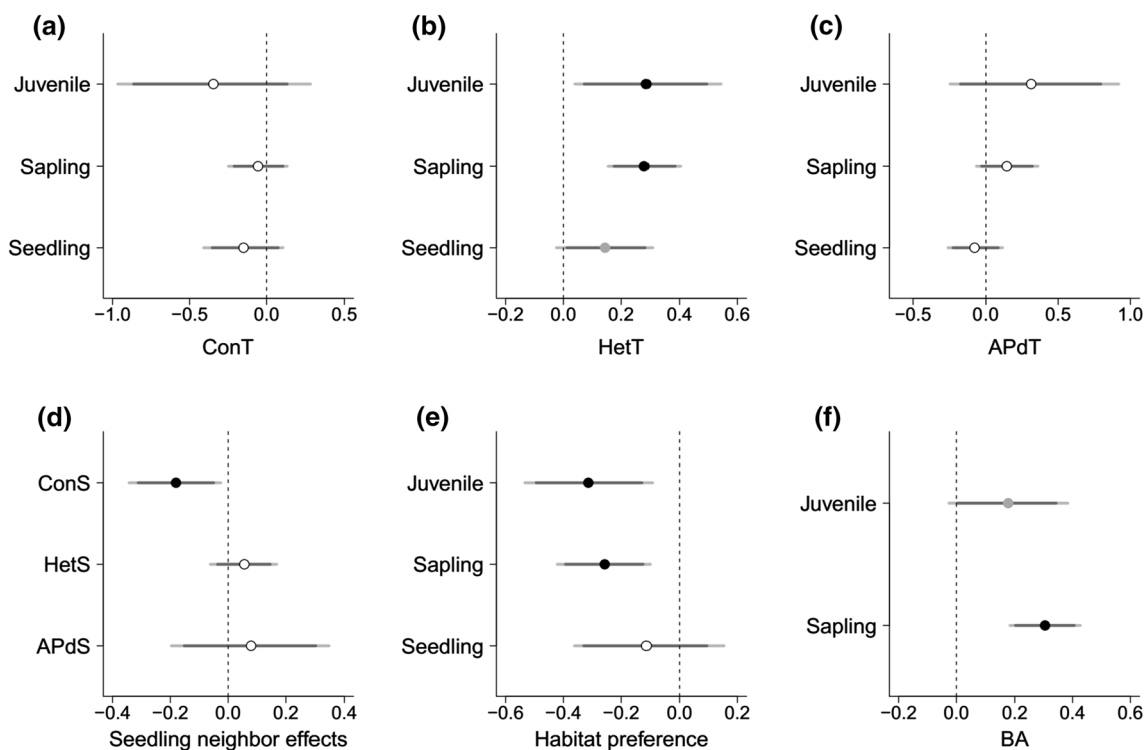 (a)
Juvenile
Sapling
Seedling
−1.0 −0.5 0.0 0.5
ConT
(b)
Juvenile
Sapling
Seedling
−0.2 0.0 0.2 0.4 0.6
HetT
(c)
Juvenile
Sapling
Seedling
−0.5 0.0 0.5 1.0
APdT
(d)
ConS
HetS
APdS
−0.4 −0.2 0.0 0.2 0.4
Seedling neighbor effects
(e)
Juvenile
Sapling
Seedling
−0.6 −0.4 −0.2 0.0 0.2
Habitat preference
(f)
Juvenile
Sapling
−0.2 0.0 0.2 0.4 0.6
BA